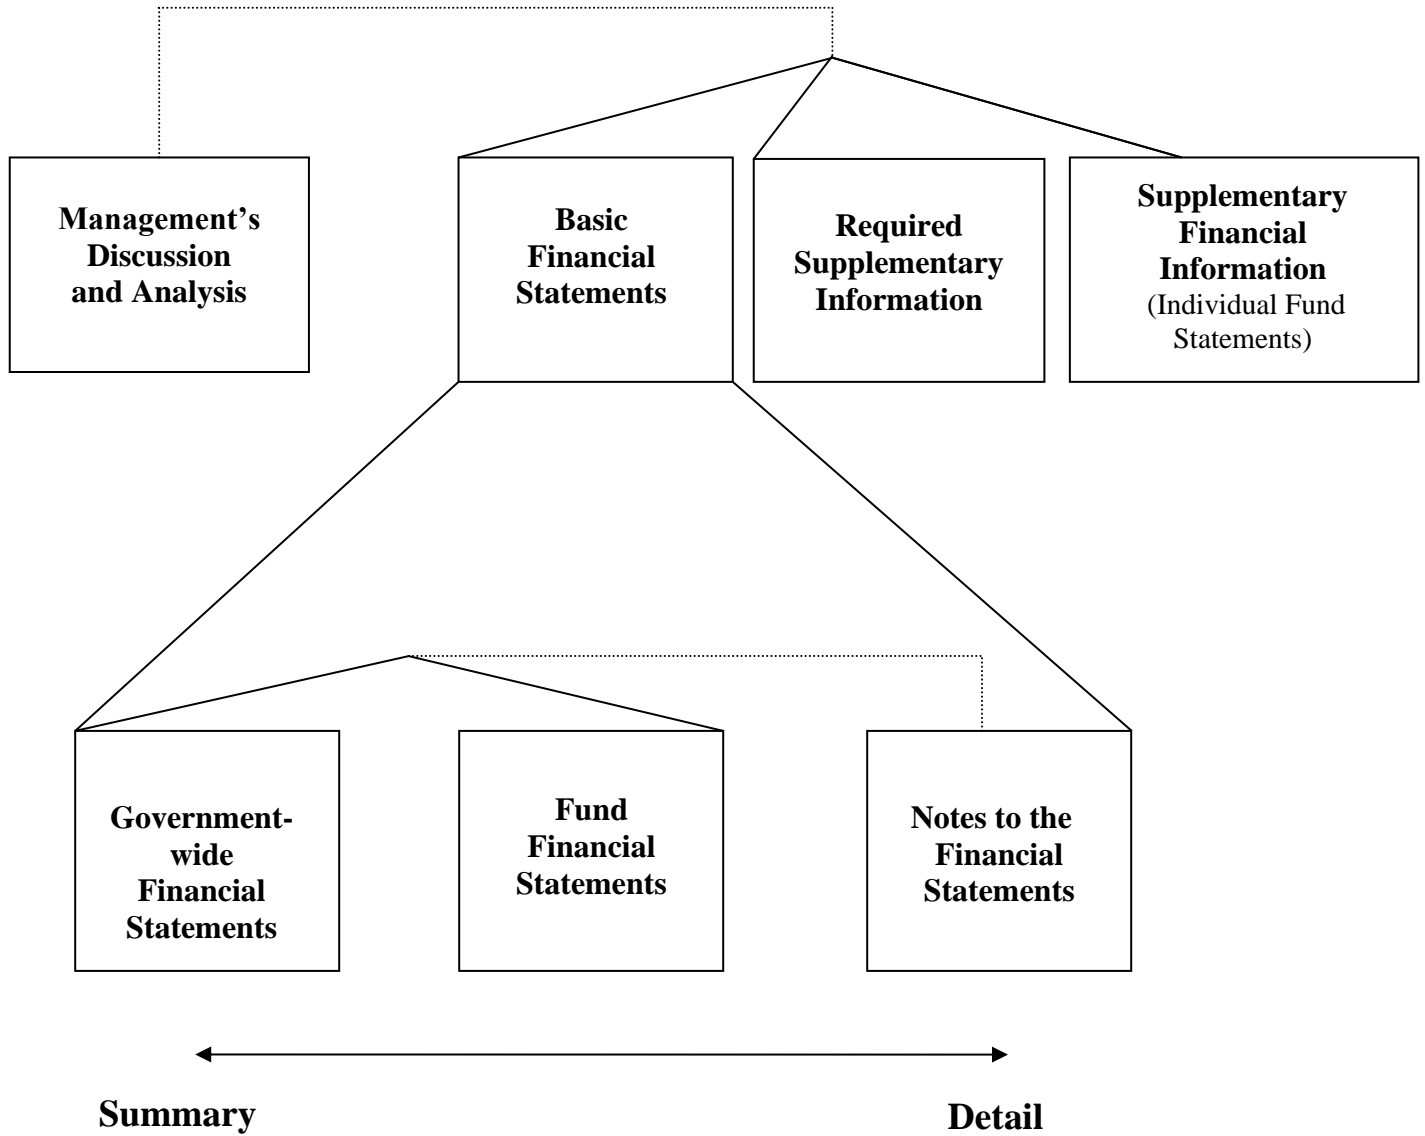 Management’s
Discussion
and Analysis
Basic
Financial
Statements
Required
Supplementary
Information
Supplementary
Financial
Information
(Individual Fund
Statements)
Government-
wide
Financial
Statements
Fund
Financial
Statements
Notes to the
Financial
Statements
Summary
Detail